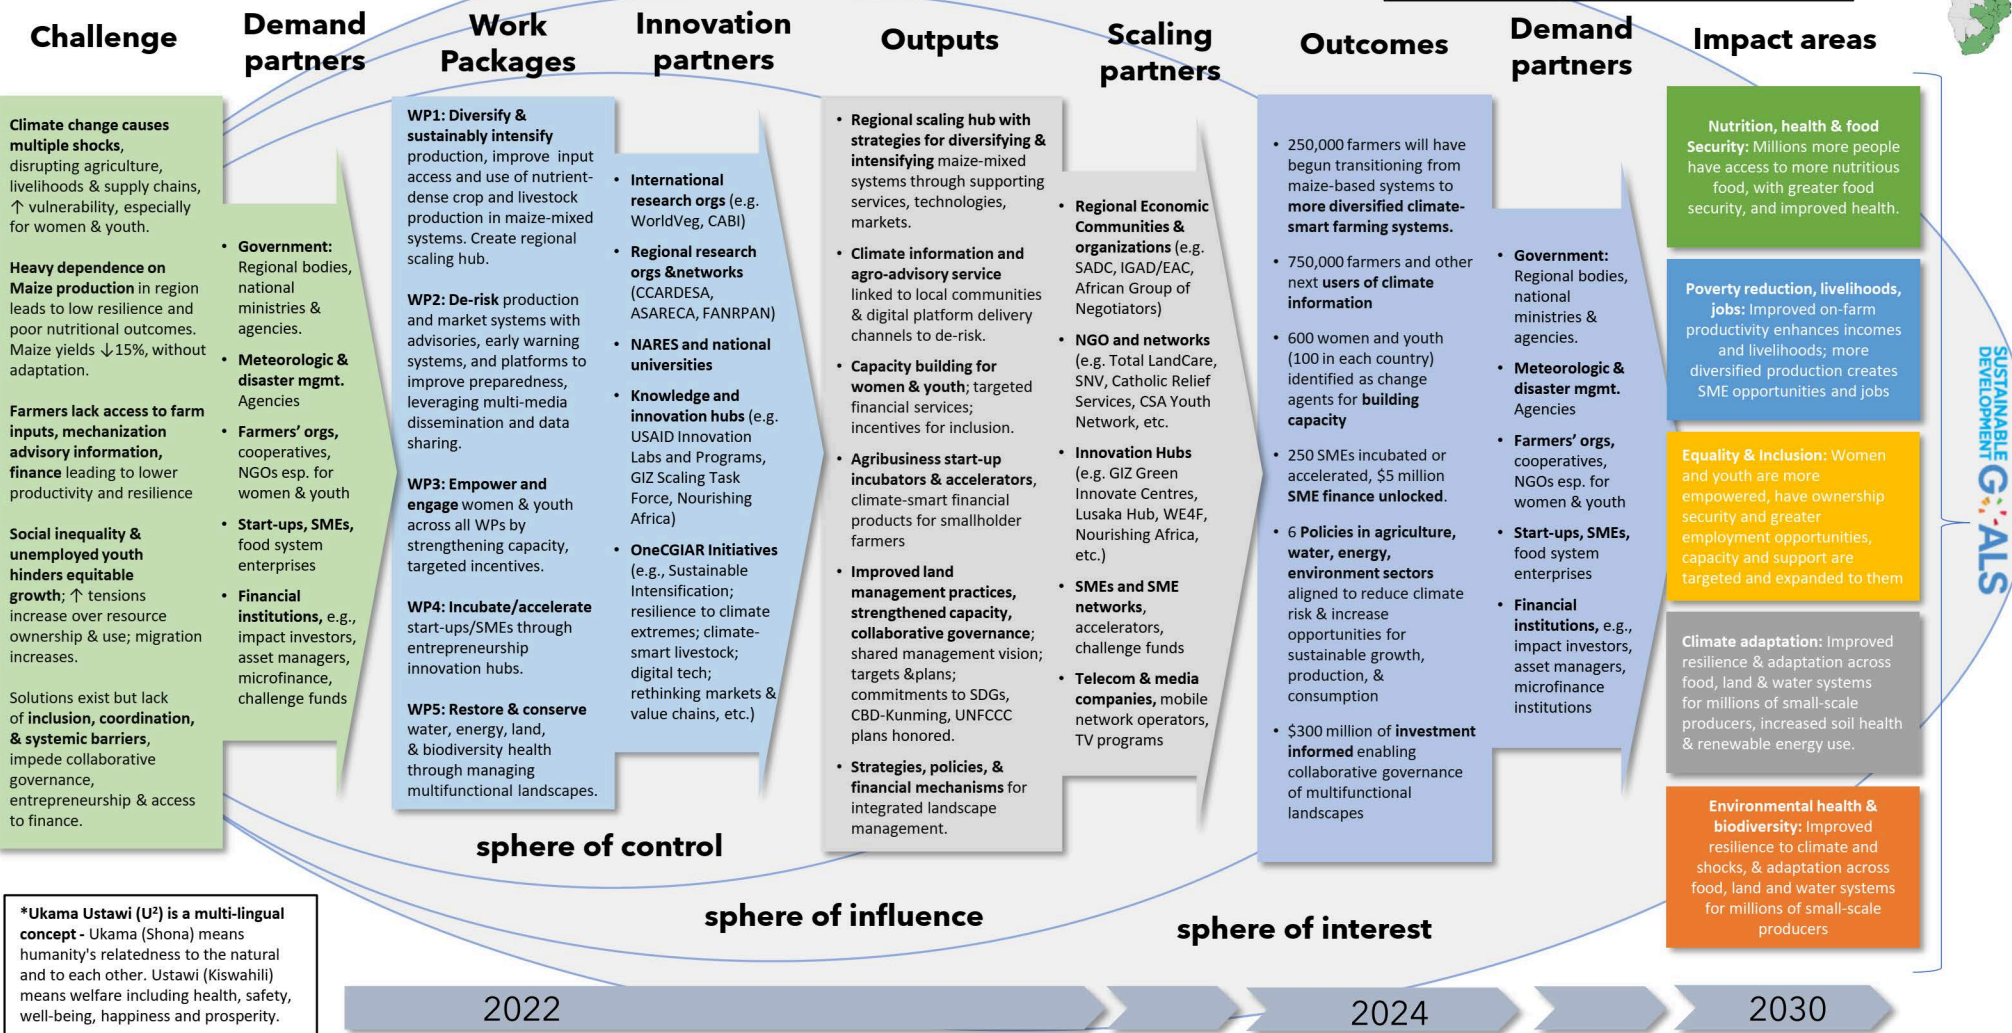 Challenge
Demand
partners
Work
Packages
Innovation
partners
Outputs
Scaling
partners
Outcomes
Demand
partners
Impact areas
Climate change causes
multiple shocks,
disrupting agriculture,
livelihoods & supply chains,
↑ vulnerability, especially
for women & youth.
Heavy dependence on
Maize production in region
leads to low resilience and
poor nutritional outcomes.
Maize yields ↓15%, without
adaptation.
Farmers lack access to farm
inputs, mechanization
advisory information,
finance leading to lower
productivity and resilience
Social inequality &
unemployed youth
hinders equitable
growth; ↑ tensions
increase over resource
ownership & use; migration
increases.
Solutions exist but lack
of inclusion, coordination,
& systemic barriers,
impede collaborative
governance,
entrepreneurship & access
to finance.
• Government:
Regional bodies,
national
ministries &
agencies.
• Meteorologic &
disaster mgmt.
Agencies
• Farmers' orgs,
cooperatives,
NGOs esp. for
women & youth
• Start-ups, SMEs,
food system
enterprises
• Financial
institutions, e.g.,
impact investors,
asset managers,
microfinance,
challenge funds
WP1: Diversify &
sustainably intensify
production, improve input
access and use of nutrient-
dense crop and livestock
production in maize-mixed
systems. Create regional
scaling hub.
WP2: De-risk production
and market systems with
advisories, early warning
systems, and platforms to
improve preparedness,
leveraging multi-media
dissemination and data
sharing.
WP3: Empower and
engage women & youth
across all WPs by
strengthening capacity,
targeted incentives.
WP4: Incubate/accelerate
start-ups/SMEs through
entrepreneurship
innovation hubs.
WP5: Restore & conserve
water, energy, land,
& biodiversity health
through managing
multifunctional landscapes.
• International
research orgs (e.g.
WorldVeg, CABI)
• Regional research
orgs &networks
(CCARDESA,
ASARECA, FANRPAN)
• NARES and national
universities
• Knowledge and
innovation hubs (e.g.
USAID Innovation
Labs and Programs,
GIZ Scaling Task
Force, Nourishing
Africa)
• OneCGIAR Initiatives
(e.g., Sustainable
Intensification;
resilience to climate
extremes; climate-
smart livestock;
digital tech;
rethinking markets &
value chains, etc.)
• Regional scaling hub with
strategies for diversifying &
intensifying maize-mixed
systems through supporting
services, technologies,
markets.
• Climate information and
agro-advisory service
linked to local communities
& digital platform delivery
channels to de-risk.
• Capacity building for
women & youth; targeted
financial services;
incentives for inclusion.
• Agribusiness start-up
incubators & accelerators,
climate-smart financial
products for smallholder
farmers
• Improved land
management practices,
strengthened capacity,
collaborative governance;
shared management vision;
targets &plans;
commitments to SDGs,
CBD-Kunming, UNFCCC
plans honored.
• Strategies, policies, &
financial mechanisms for
integrated landscape
management.
• Regional Economic
Communities &
organizations (e.g.
SADC, IGAD/EAC,
African Group of
Negotiators)
• NGO and networks
(e.g. Total LandCare,
SNV, Catholic Relief
Services, CSA Youth
Network, etc.
• Innovation Hubs
(e.g. GIZ Green
Innovate Centres,
Lusaka Hub, WE4F,
Nourishing Africa,
etc.)
• SMEs and SME
networks,
accelerators,
challenge funds
• Telecom & media
companies, mobile
network operators,
TV programs
• 250,000 farmers will have
begun transitioning from
maize-based systems to
more diversified climate-
smart farming systems.
• 750,000 farmers and other
next users of climate
information
• 600 women and youth
(100 in each country)
identified as change
agents for building
capacity
• 250 SMEs incubated or
accelerated, $5 million
SME finance unlocked.
• 6 Policies in agriculture,
water, energy,
environment sectors
aligned to reduce climate
risk & increase
opportunities for
sustainable growth,
production, &
consumption
• $300 million of investment
informed enabling
collaborative governance
of multifunctional
landscapes
• Government:
Regional bodies,
national
ministries &
agencies.
• Meteorologic &
disaster mgmt.
Agencies
• Farmers' orgs,
cooperatives,
NGOs esp. for
women & youth
• Start-ups, SMEs,
food system
enterprises
• Financial
institutions, e.g.,
impact investors,
asset managers,
microfinance
institutions
Nutrition, health & food
Security: Millions more people
have access to more nutritious
food, with greater food
security, and improved health.
Poverty reduction, livelihoods,
jobs: Improved on-farm
productivity enhances incomes
and livelihoods; more
diversified production creates
SME opportunities and jobs
Equality & Inclusion: Women
and youth are more
empowered, have ownership
security and greater
employment opportunities,
capacity and support are
targeted and expanded to them
Climate adaptation: Improved
resilience & adaptation across
food, land & water systems
for millions of small-scale
producers, increased soil health
& renewable energy use.
Environmental health &
biodiversity: Improved
resilience to climate and
shocks, & adaptation across
food, land and water systems
for millions of small-scale
producers
SUSTAINABLE
DEVELOPMENT
GOALS
sphere of control
sphere of influence
sphere of interest
*Ukama Ustawi (U²) is a multi-lingual
concept - Ukama (Shona) means
humanity's relatedness to the natural
and to each other. Ustawi (Kiswahili)
means welfare including health, safety,
well-being, happiness and prosperity.
2022
2024
2030